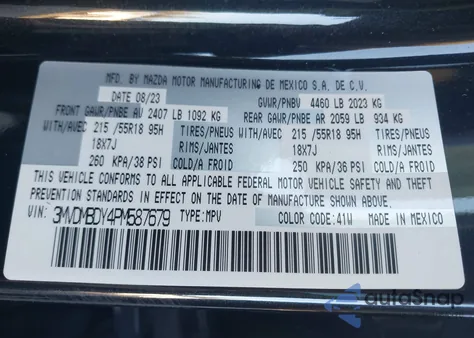 MFD. BY MAZDA MOTOR MANUFACTURING DE MEXICO S.A. DE C.V.
DATE 08/23 GVWR/PNBV 4460 LB 2023 KG
FRONT GAWR/PNBE AV 2407 LB 1092 KG REAR GAWR/PNBE AR 2059 LB 934 KG
WITH/AVEC 215 /55R18 95H TIRES/PNEUS WITH/AVEC 215 /55R18 95H TIRES/PNEUS
18X7J RIMS/JANTES 18X7J RIMS/JANTES
260 KPA/38 PSI COLD/A FROID 250 KPA/36 PSI COLD/A FROID
THIS VEHICLE CONFORMS TO ALL APPLICABLE FEDERAL MOTOR VEHICLE SAFETY AND THEFT
PREVENTION STANDARDS IN EFFECT ON THE DATE OF MANUFACTURE SHOWN ABOVE.
VIN: 3MVDMBDY4PM587679 TYPE: MPV COLOR CODE: 41W MADE IN MEXICO
autoSnap